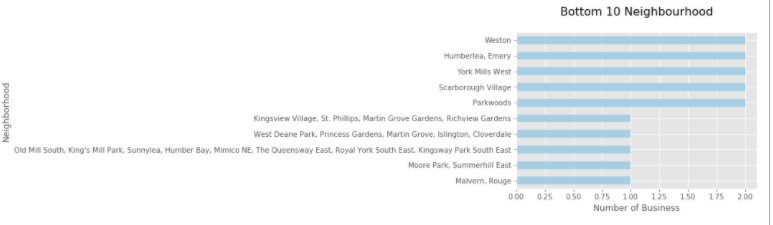 Bottom 10 Neighbourhood
Neighborhood
Weston
Humberlea, Emery
York Mills West
Scarborough Village
Parkwoods
Kingsview Village, St. Phillips, Martin Grove Gardens, Richview Gardens
West Deane Park, Princess Gardens, Martin Grove, Islington, Cloverdale
Old Mill South, King's Mill Park, Sunnylea, Humber Bay, Mimico NE, The Queensway East, Royal York South East, Kingsway Park South East
Moore Park, Summerhill East
Malvern, Rouge
0.00 0.25 0.50 0.75 1.00 1.25 1.50 1.75 2.00
Number of Business